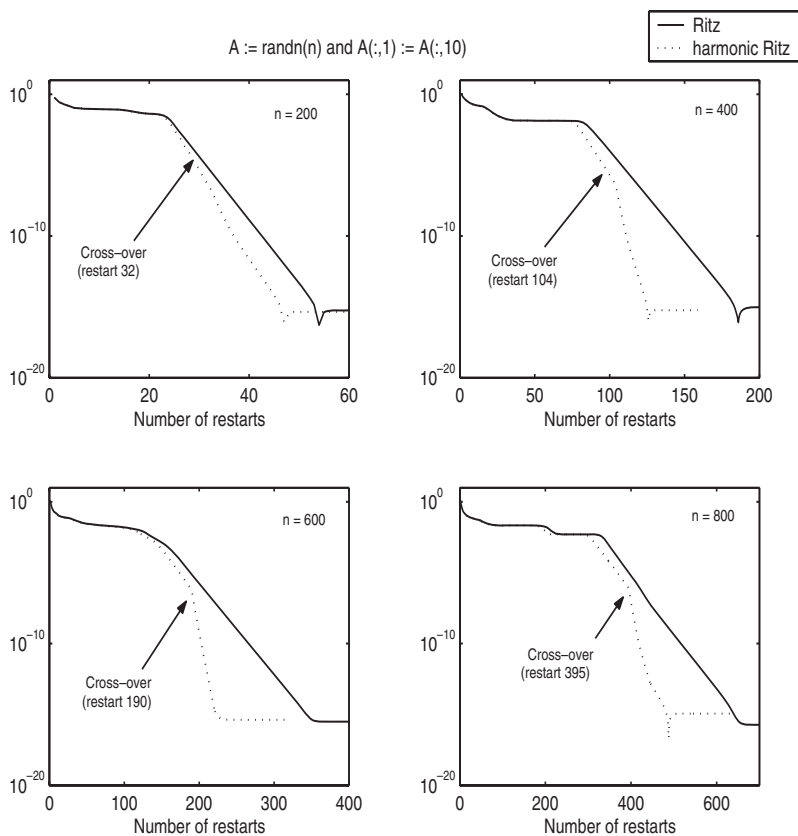 Ritz
harmonic Ritz
A := randn(n) and A(:,1) := A(:,10)
10^0
10^−10
10^−20
n = 200
Cross–over
(restart 32)
0 20 40 60
Number of restarts
10^0
10^−10
10^−20
n = 400
Cross–over
(restart 104)
0 50 100 150 200
Number of restarts
10^0
10^−10
10^−20
n = 600
Cross–over
(restart 190)
0 100 200 300 400
Number of restarts
10^0
10^−10
10^−20
n = 800
Cross–over
(restart 395)
0 200 400 600
Number of restarts